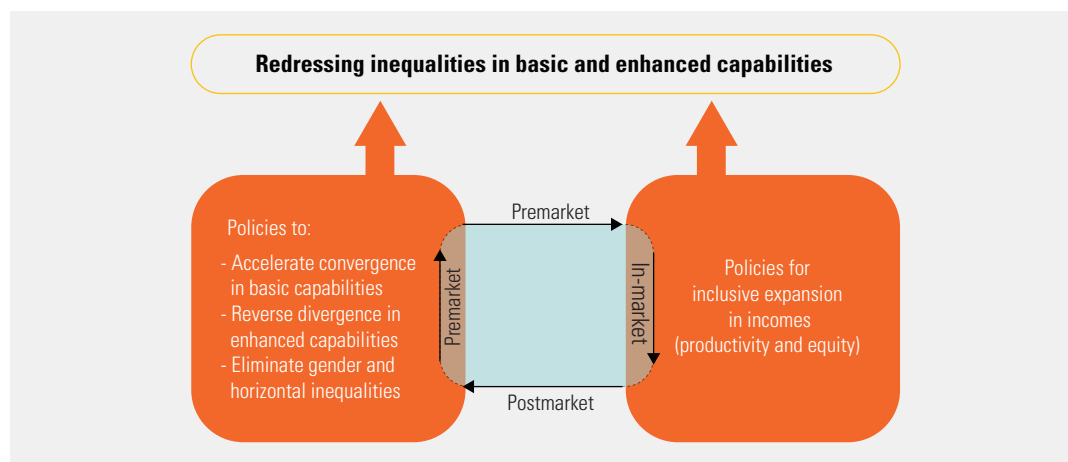 Redressing inequalities in basic and enhanced capabilities
Policies to:
- Accelerate convergence
in basic capabilities
- Reverse divergence in
enhanced capabilities
- Eliminate gender and
horizontal inequalities
Premarket
Premarket
In-market
Postmarket
Policies for
inclusive expansion
in incomes
(productivity and equity)